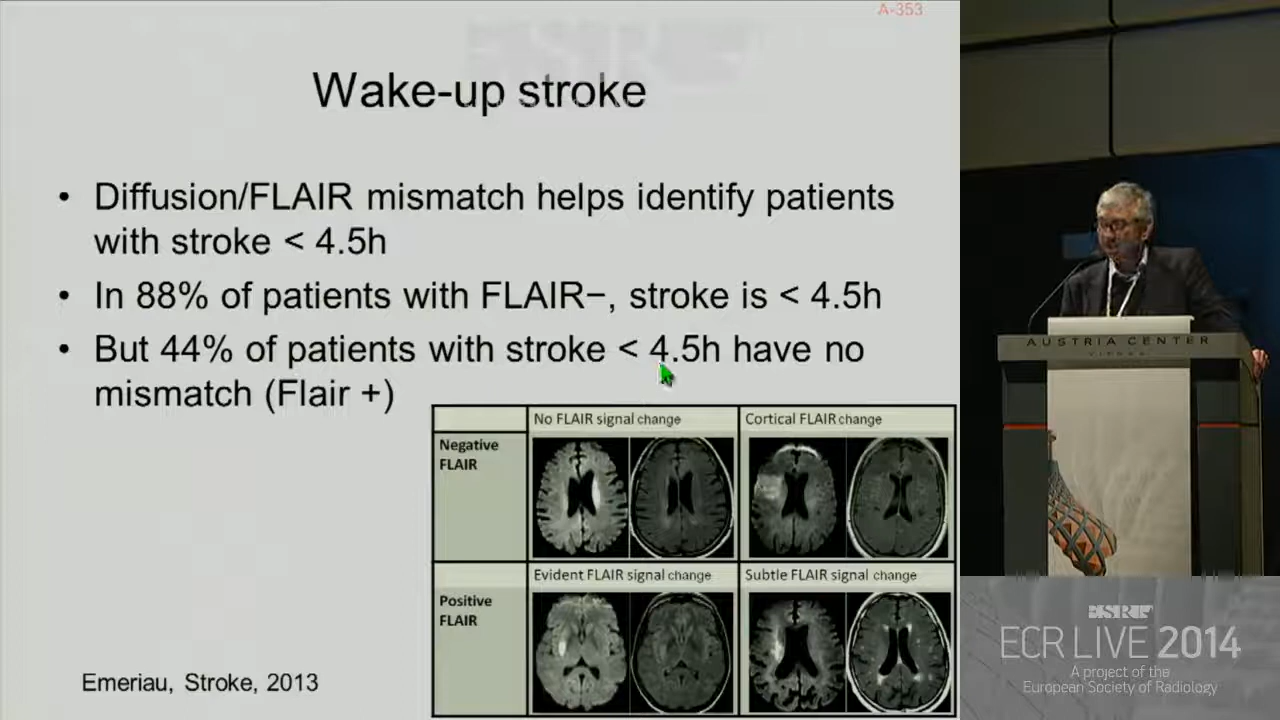 A-353
Wake-up stroke
• Diffusion/FLAIR mismatch helps identify patients
with stroke < 4.5h
• In 88% of patients with FLAIR−, stroke is < 4.5h
• But 44% of patients with stroke < 4.5h have no
mismatch (Flair +)
No FLAIR signal change
Cortical FLAIR change
Negative
FLAIR
Evident FLAIR signal change
Subtle FLAIR signal change
Positive
FLAIR
Emeriau, Stroke, 2013
AUSTRIA CENTER
VIENNA
ECR LIVE 2014
A project of the
European Society of Radiology